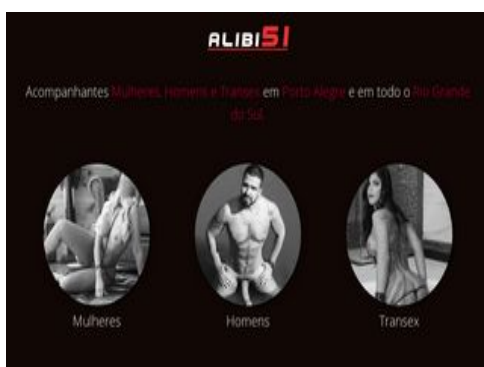 ALIBI51
Acompanhantes Mulheres, Homens e Transex em Porto Alegre e em todo o Rio Grande
do Sul.
Mulheres
Homens
Transex